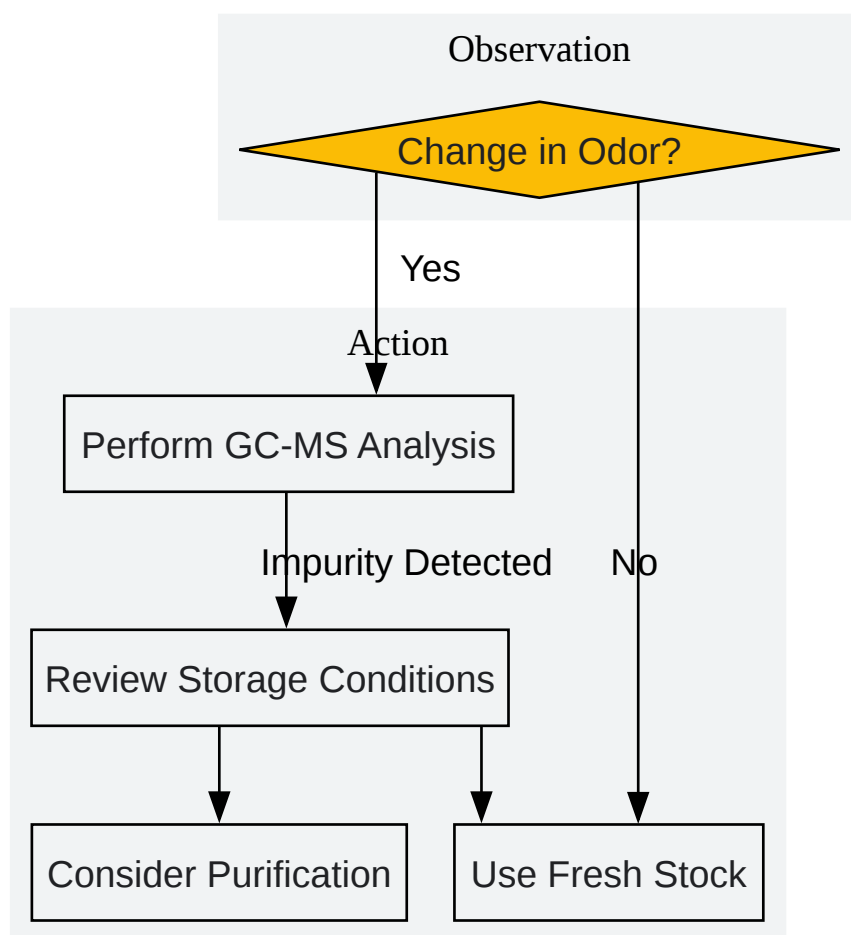 Observation
Change in Odor?
Yes
Action
Perform GC-MS Analysis
Impurity Detected
No
Review Storage Conditions
Consider Purification
Use Fresh Stock